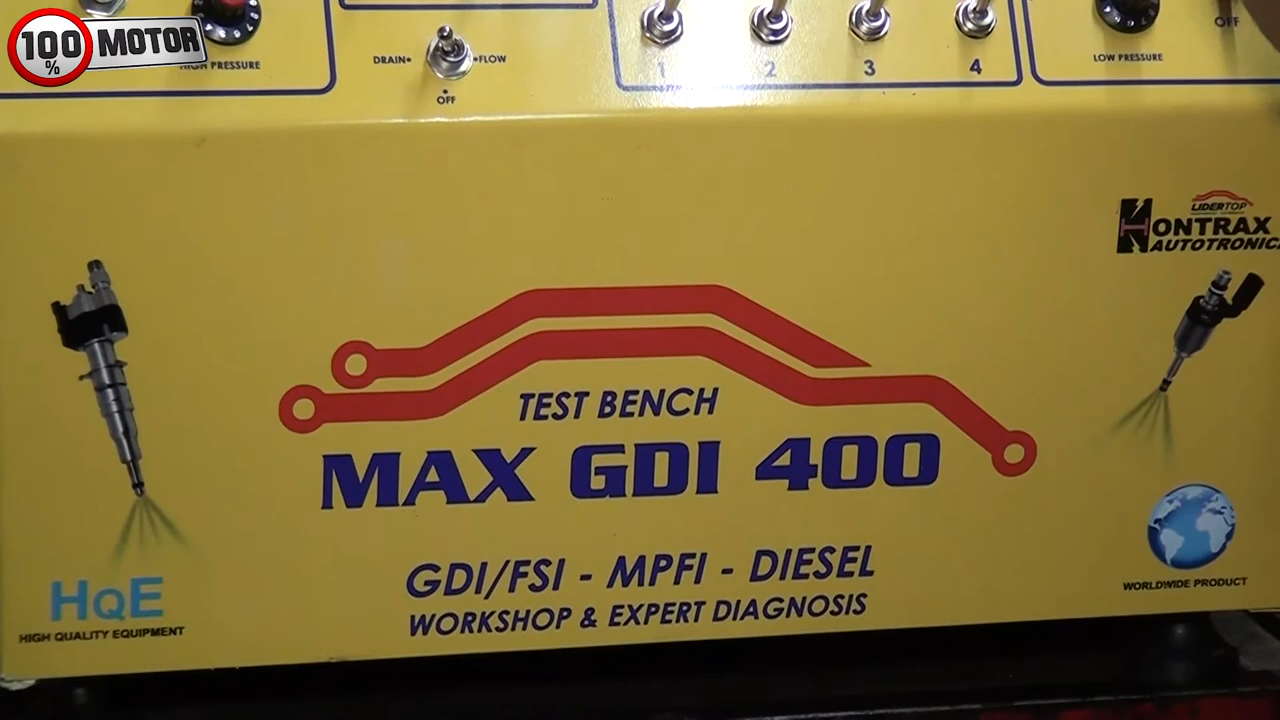 100 MOTOR
%
HIGH PRESSURE
DRAIN
FLOW
OFF
1 2 3 4
LOW PRESSURE
OFF
LIDERTOP
HONTRAX
AUTOTRONIC
TEST BENCH
MAX GDI 400
GDI/FSI - MPFI - DIESEL
WORKSHOP & EXPERT DIAGNOSIS
HQE
HIGH QUALITY EQUIPMENT
WORLDWIDE PRODUCT